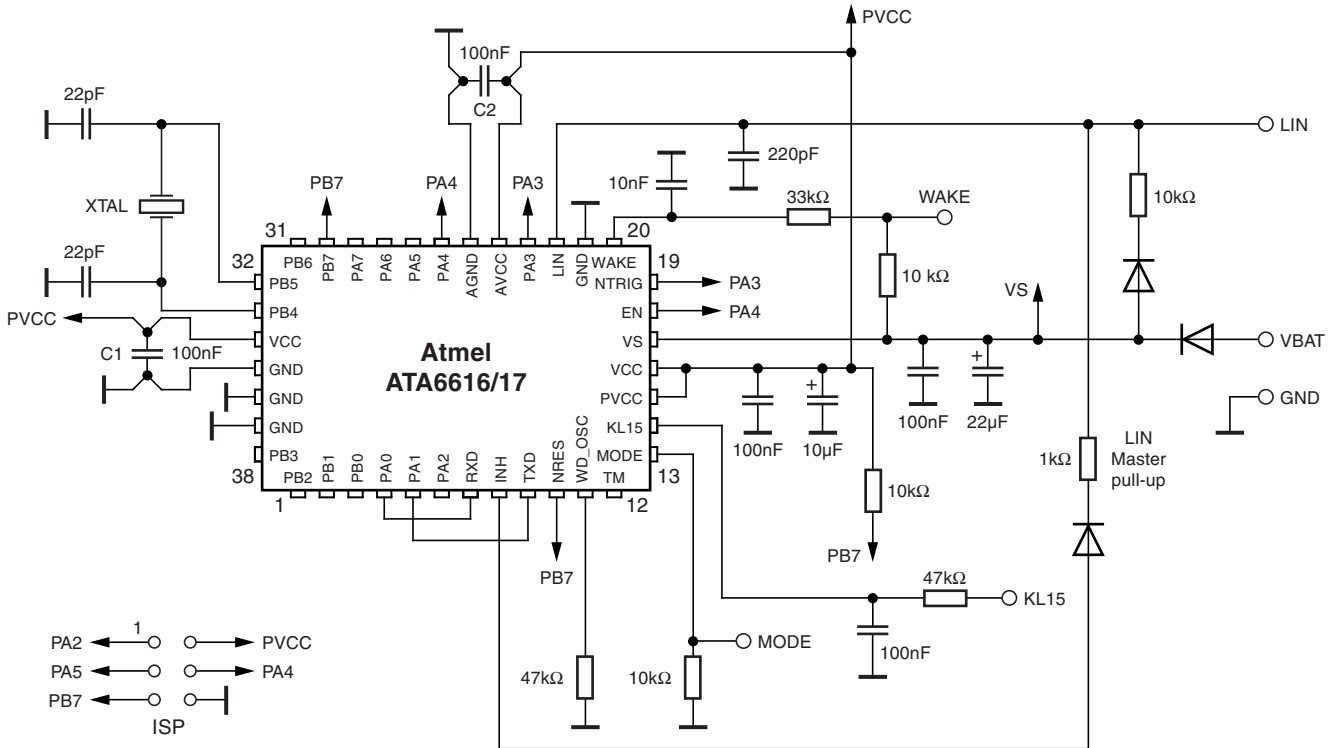 PVCC
100nF
C2
22pF
LIN
220pF
10nF
33kΩ
WAKE
10kΩ
PB7
PA4
PA3
XTAL
22pF
31
20
PB6
PB7
PA7
PA6
PA5
PA4
AGND
AVCC
PA3
LIN
GND
WAKE
32
19
PB5
NTRIG
PA3
10 kΩ
PB4
EN
PA4
VS
PVCC
VCC
VS
VBAT
C1
100nF
Atmel
ATA6616/17
GND
VCC
GND
PVCC
+
+
100nF
22µF
GND
GND
KL15
100nF
10µF
PB3
MODE
LIN
Master
pull-up
1kΩ
38
13
PB2
PB1
PB0
PA0
PA1
PA2
RXD
INH
TXD
NRES
WD_OSC
TM
1
12
10kΩ
PB7
PB7
47kΩ
KL15
MODE
100nF
1
PA2
PVCC
PA5
PA4
PB7
ISP
47kΩ
10kΩ